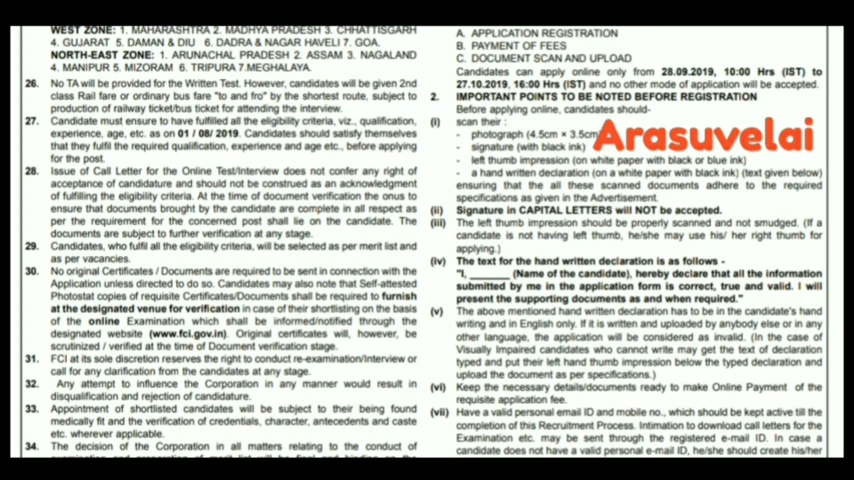 WEST ZONE: 1. MAHARASHTRA 2. MADHYA PRADESH 3. CHHATTISGARH
4. GUJARAT 5. DAMAN & DIU 6. DADRA & NAGAR HAVELI 7. GOA.
NORTH-EAST ZONE: 1. ARUNACHAL PRADESH 2. ASSAM 3. NAGALAND
4. MANIPUR 5. MIZORAM 6. TRIPURA 7.MEGHALAYA.
26. No TA will be provided for the Written Test. However, candidates will be given 2nd
class Rail fare or ordinary bus fare "to and fro" by the shortest route, subject to
production of railway ticket/bus ticket for attending the interview.
27. Candidate must ensure to have fulfilled all the eligibility criteria, viz., qualification,
experience, age, etc. as on 01 / 08/ 2019. Candidates should satisfy themselves
that they fulfil the required qualification, experience and age etc., before applying
for the post.
28. Issue of Call Letter for the Online Test/Interview does not confer any right of
acceptance of candidature and should not be construed as an acknowledgment
of fulfilling the eligibility criteria. At the time of document verification the onus to
ensure that documents brought by the candidate are complete in all respect as
per the requirement for the concerned post shall lie on the candidate. The
documents are subject to further verification at any stage.
29. Candidates, who fulfil all the eligibility criteria, will be selected as per merit list and
as per vacancies.
30. No original Certificates / Documents are required to be sent in connection with the
Application unless directed to do so. Candidates may also note that Self-attested
Photostat copies of requisite Certificates/Documents shall be required to furnish
at the designated venue for verification in case of their shortlisting on the basis
of the online Examination which shall be informed/notified through the
designated website (www.fci.gov.in). Original certificates will, however, be
scrutinized / verified at the time of Document verification stage.
31. FCI at its sole discretion reserves the right to conduct re-examination/Interview or
call for any clarification from the candidates at any stage.
32. Any attempt to influence the Corporation in any manner would result in
disqualification and rejection of candidature.
33. Appointment of shortlisted candidates will be subject to their being found
medically fit and the verification of credentials, character, antecedents and caste
etc. wherever applicable.
34. The decision of the Corporation in all matters relating to the conduct of
A. APPLICATION REGISTRATION
B. PAYMENT OF FEES
C. DOCUMENT SCAN AND UPLOAD
Candidates can apply online only from 28.09.2019, 10:00 Hrs (IST) to
27.10.2019, 16:00 Hrs (IST) and no other mode of application will be accepted.
2. IMPORTANT POINTS TO BE NOTED BEFORE REGISTRATION
Before applying online, candidates should-
(i) scan their :
- photograph (4.5cm × 3.5cm)
Arasuvelai
- signature (with black ink)
- left thumb impression (on white paper with black or blue ink)
- a hand written declaration (on a white paper with black ink) (text given below)
ensuring that the all these scanned documents adhere to the required
specifications as given in the Advertisement.
(ii) Signature in CAPITAL LETTERS will NOT be accepted.
(iii) The left thumb impression should be properly scanned and not smudged. (If a
candidate is not having left thumb, he/she may use his/ her right thumb for
applying.)
(iv) The text for the hand written declaration is as follows -
"I, _______ (Name of the candidate), hereby declare that all the information
submitted by me in the application form is correct, true and valid. I will
present the supporting documents as and when required."
(v) The above mentioned hand written declaration has to be in the candidate's hand
writing and in English only. If it is written and uploaded by anybody else or in any
other language, the application will be considered as invalid. (In the case of
Visually Impaired candidates who cannot write may get the text of declaration
typed and put their left hand thumb impression below the typed declaration and
upload the document as per specifications.)
(vi) Keep the necessary details/documents ready to make Online Payment of the
requisite application fee.
(vii) Have a valid personal email ID and mobile no., which should be kept active till the
completion of this Recruitment Process. Intimation to download call letters for the
Examination etc. may be sent through the registered e-mail ID. In case a
candidate does not have a valid personal e-mail ID, he/she should create his/her